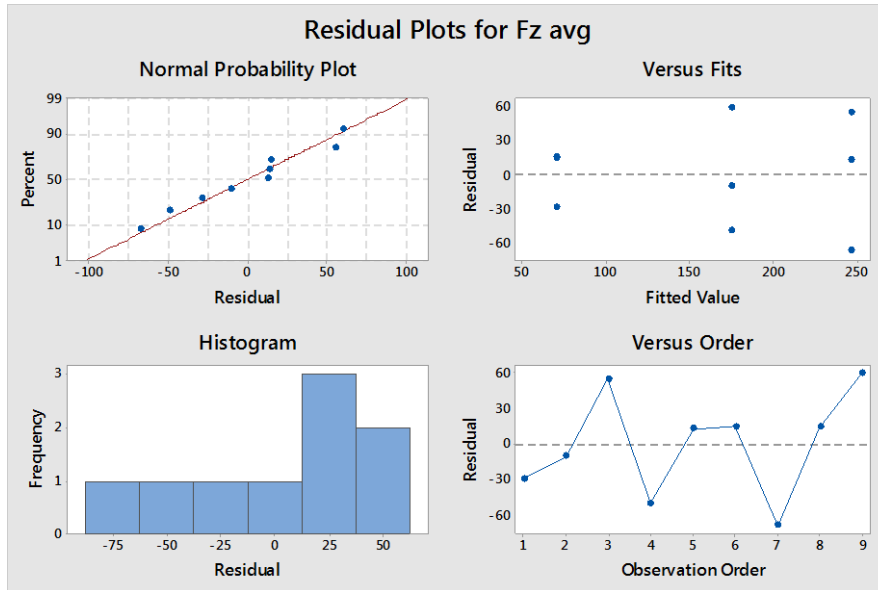 Residual Plots for Fz avg
Normal Probability Plot
99
90
50
10
1
Percent
-100
-50
0
50
100
Residual
Versus Fits
60
30
0
-30
-60
Residual
50
100
150
200
250
Fitted Value
Histogram
3
2
1
0
Frequency
-75
-50
-25
0
25
50
Residual
Versus Order
60
30
0
-30
-60
Residual
1 2 3 4 5 6 7 8 9
Observation Order